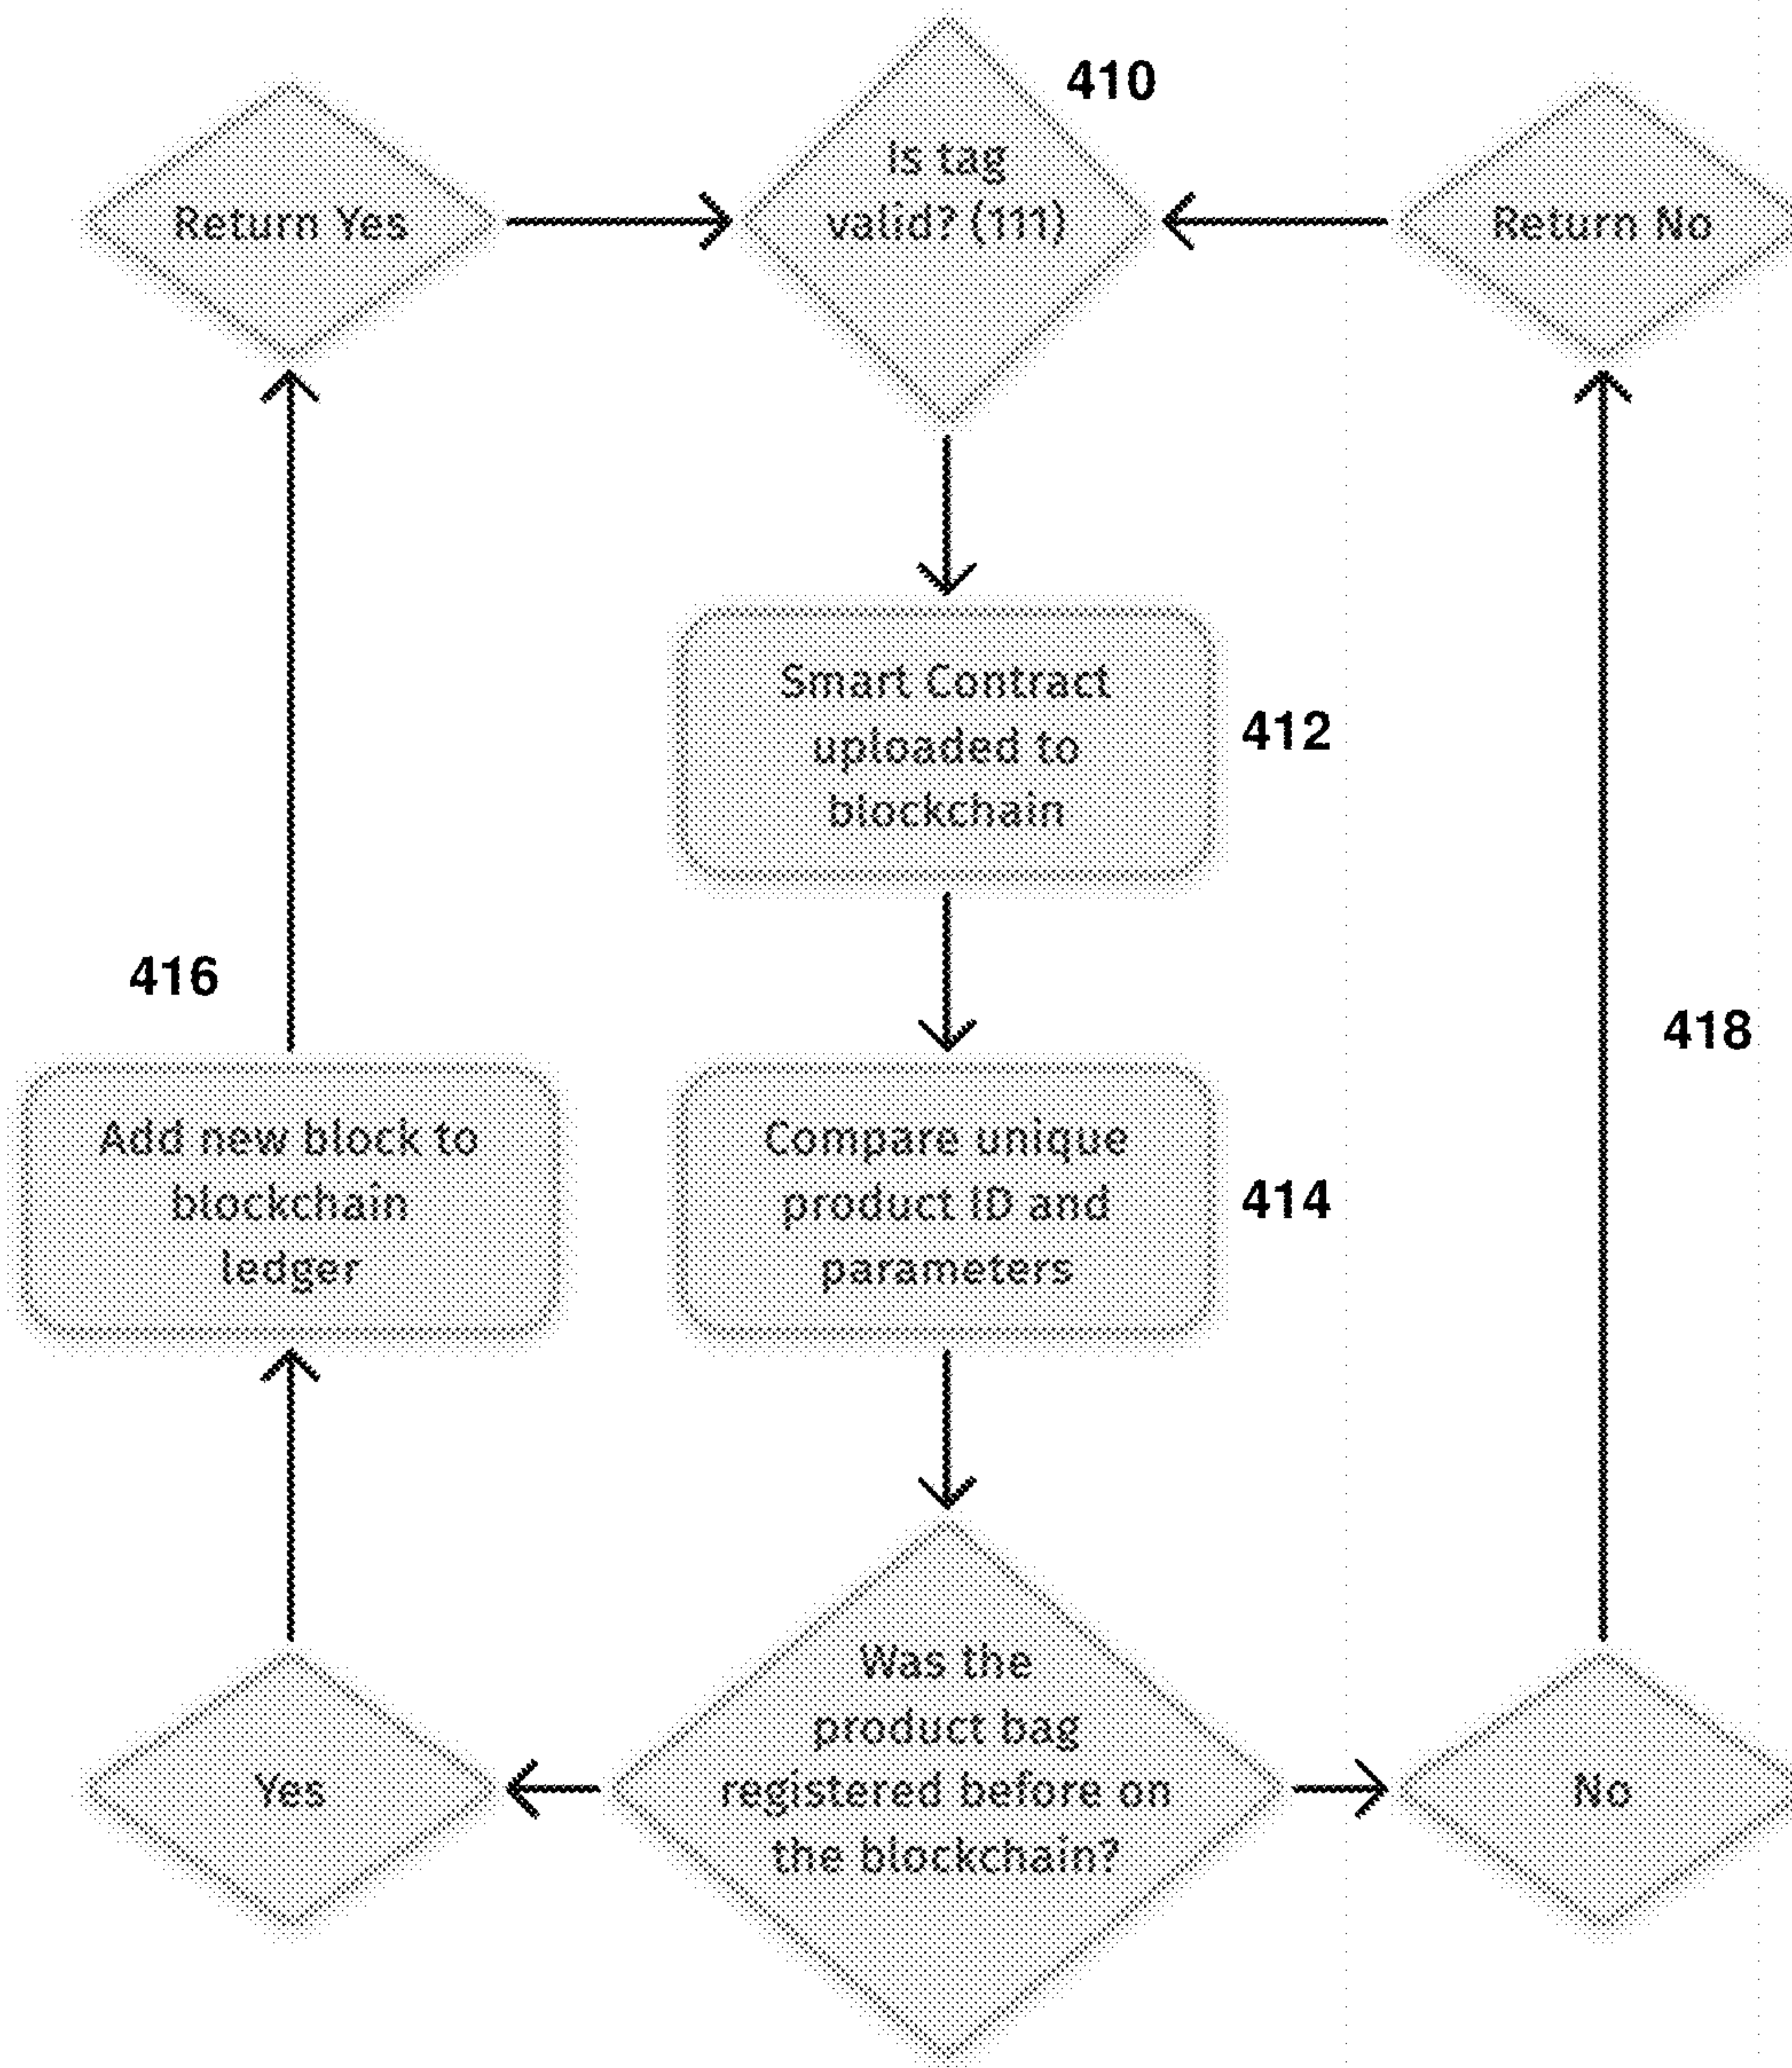 410
Is tag
valid? (111)
Return Yes
Return No
Smart Contract
uploaded to
blockchain
412
416
418
Add new block to
blockchain
ledger
Compare unique
product ID and
parameters
414
Was the
product bag
registered before on
the blockchain?
Yes
No